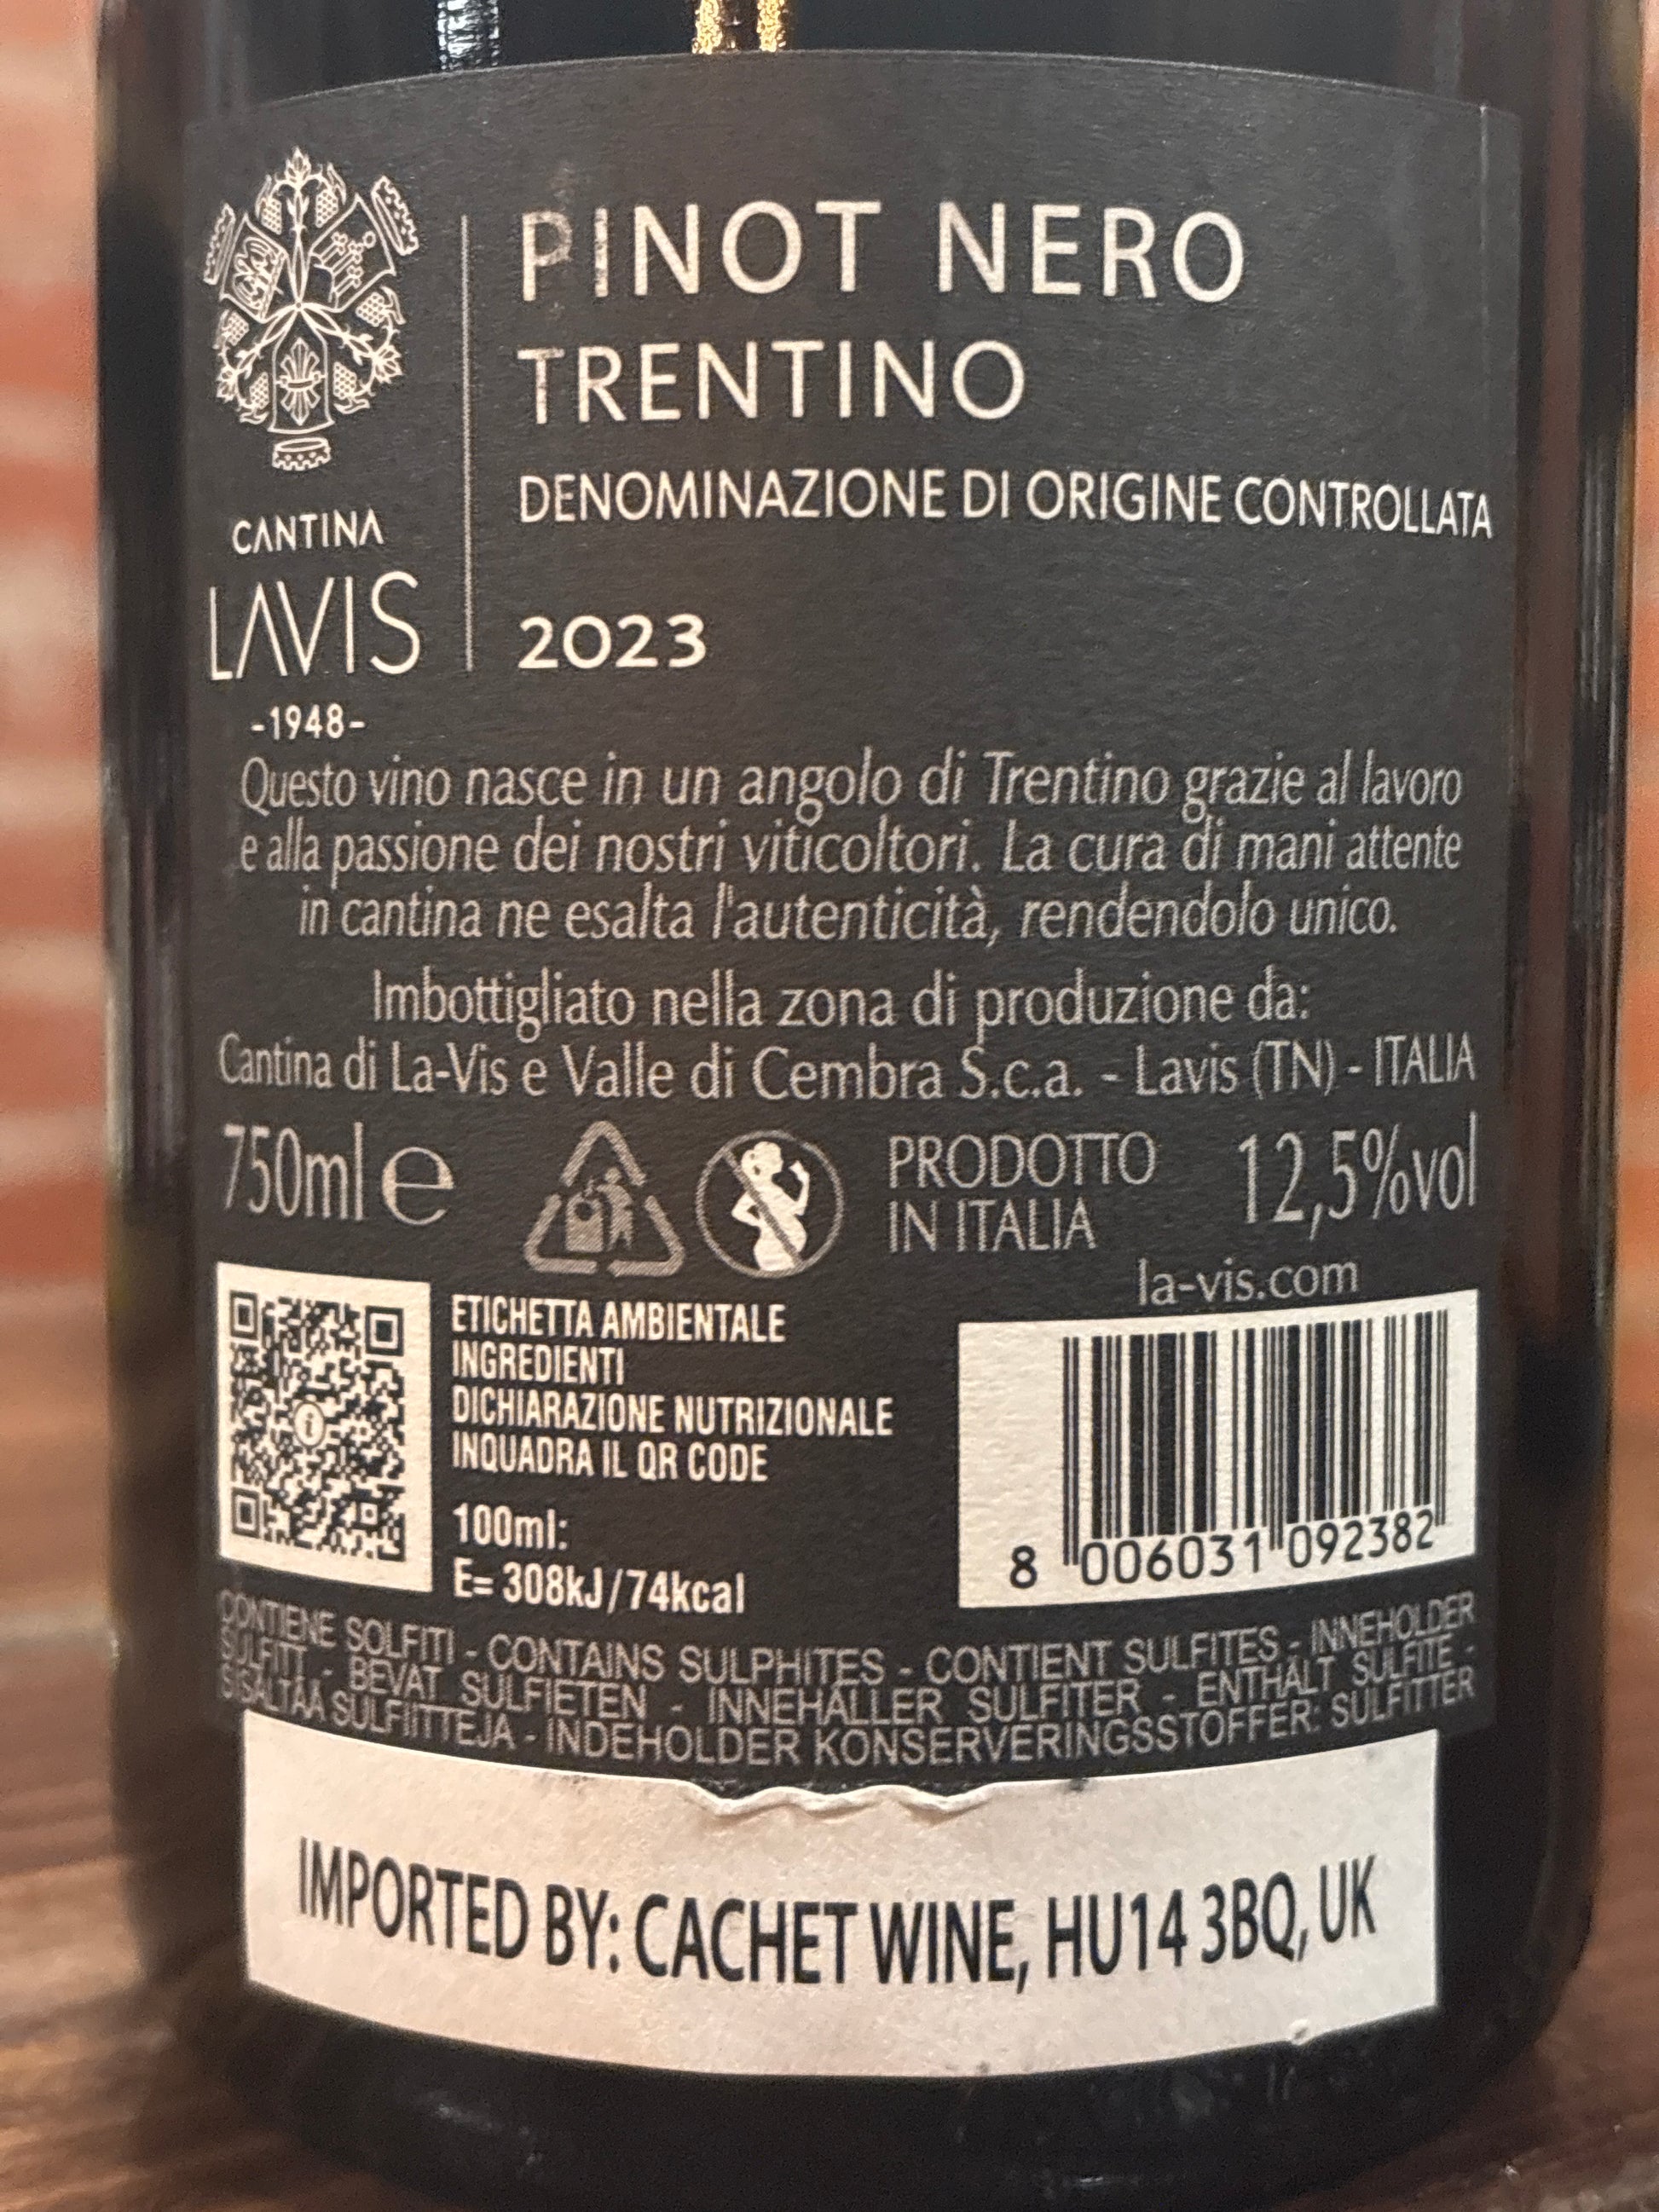 PINOT NERO
TRENTINO
DENOMINAZIONE DI ORIGINE CONTROLLATA
2023
CANTINA
LAVIS
-1948-
Questo vino nasce in un angolo di Trentino grazie al lavoro
e alla passione dei nostri viticoltori. La cura di mani attente
in cantina ne esalta l'autenticità, rendendolo unico.
Imbottigliato nella zona di produzione da:
Cantina di La-Vis e Valle di Cembra S.c.a. - Lavis (TN) - ITALIA
750ml e
PRODOTTO
IN ITALIA
12,5%vol
la-vis.com
ETICHETTA AMBIENTALE
INGREDIENTI
DICHIARAZIONE NUTRIZIONALE
INQUADRA IL QR CODE
100ml:
E= 308kJ/74kcal
8 006031 092382
CONTIENE SOLFITI - CONTAINS SULPHITES - CONTIENT SULFITES - INNEHOLDER
SULFITT - BEVAT SULFIETEN - INNEHÅLLER SULFITER - ENTHÄLT SULFITE -
SISÄLTÄÄ SULFIITTEJA - INDEHOLDER KONSERVERINGSSTOFFER: SULFITTER
IMPORTED BY: CACHET WINE, HU14 3BQ, UK